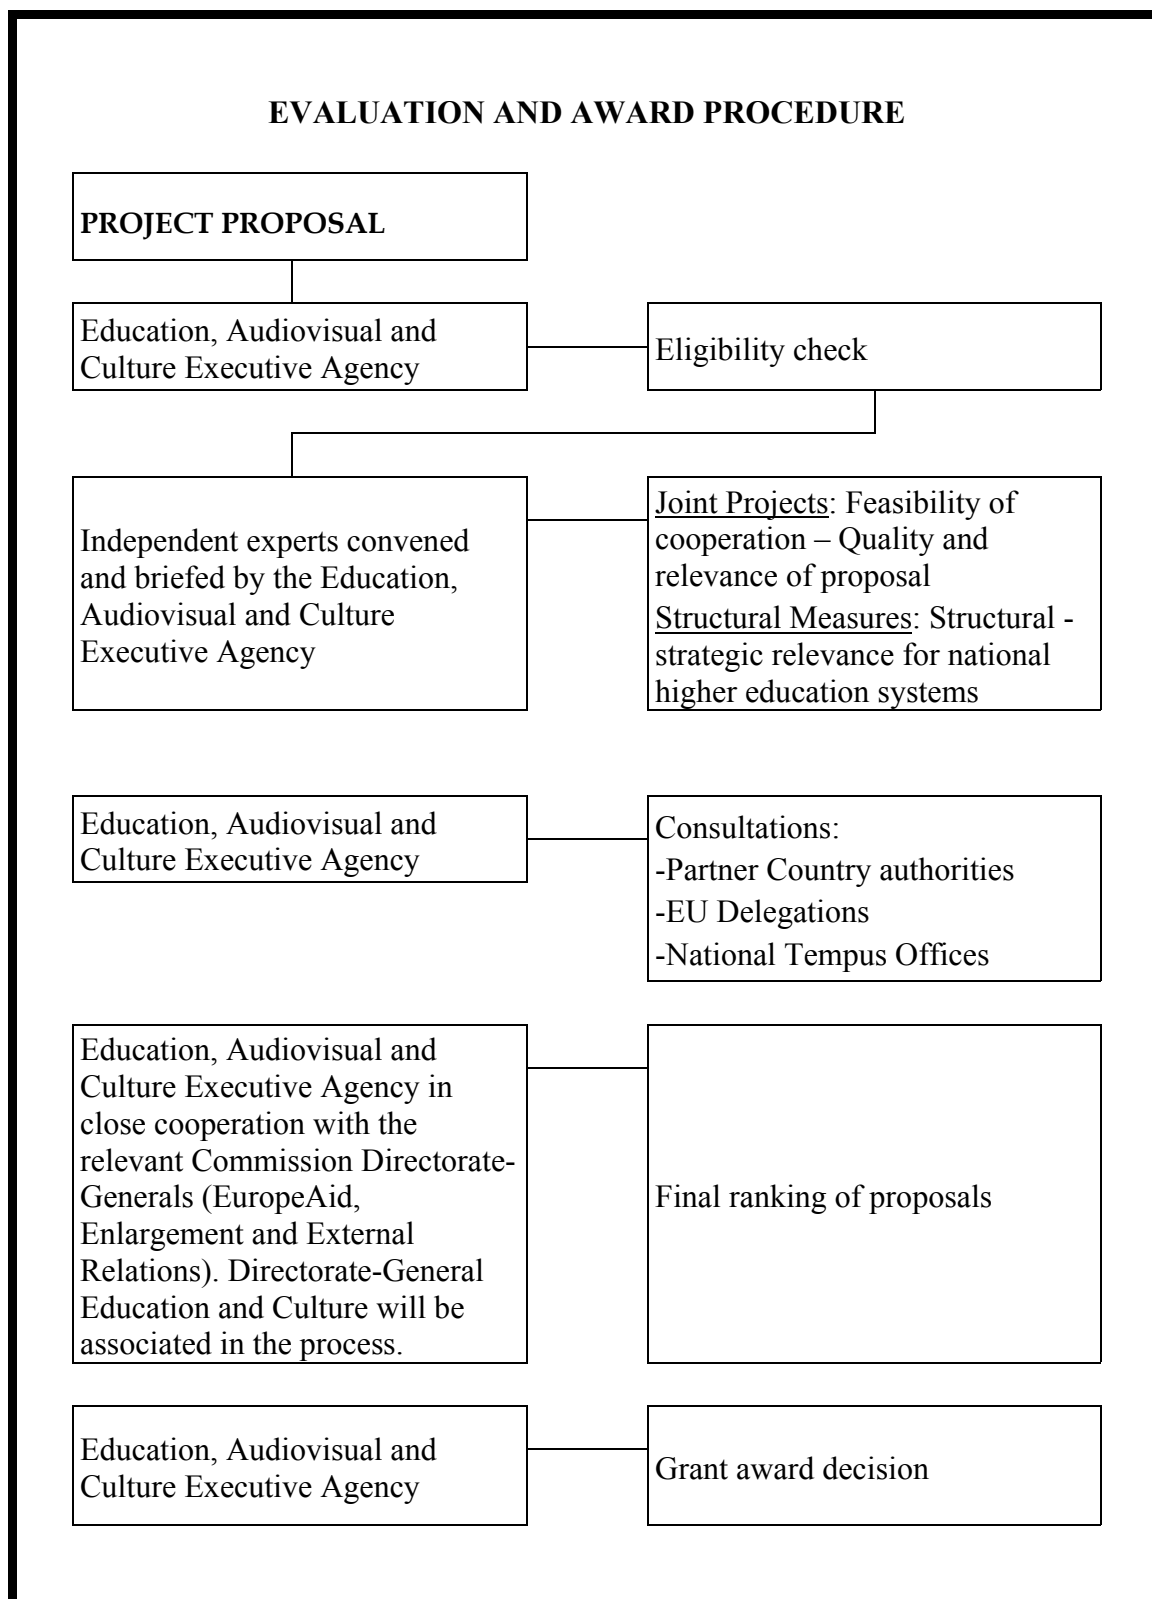 EVALUATION AND AWARD PROCEDURE
PROJECT PROPOSAL
Education, Audiovisual and
Culture Executive Agency
Eligibility check
Independent experts convened
and briefed by the Education,
Audiovisual and Culture
Executive Agency
Joint Projects: Feasibility of
cooperation – Quality and
relevance of proposal
Structural Measures: Structural -
strategic relevance for national
higher education systems
Education, Audiovisual and
Culture Executive Agency
Consultations:
-Partner Country authorities
-EU Delegations
-National Tempus Offices
Education, Audiovisual and
Culture Executive Agency in
close cooperation with the
relevant Commission Directorate-
Generals (EuropeAid,
Enlargement and External
Relations). Directorate-General
Education and Culture will be
associated in the process.
Final ranking of proposals
Education, Audiovisual and
Culture Executive Agency
Grant award decision